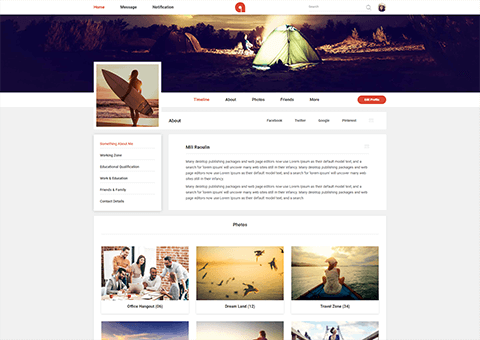 Home Message Notification
Search
Timeline About Photos Friends More
Edit Profile
About
Facebook Twitter Google Pinterest
Something About Me
Working Zone
Educational Qualification
Work & Education
Friends & Family
Contact Details
Mili Raoulin
Many desktop publishing packages and web page editors now use Lorem Ipsum as their default model text, and a
search for 'lorem ipsum' will uncover many web sites still in their infancy. Many desktop publishing packages and web page
editors now use Lorem Ipsum as their default model text, and a search for 'lorem ipsum' will uncover many web sites still
in their infancy.
Many desktop publishing packages and web page editors now use Lorem Ipsum as their default model text, and a
search for 'lorem ipsum' will uncover many web sites still in their infancy. Many desktop publishing packages and web page
editors now use Lorem Ipsum as their default model text, and a search
Photos
Office Hangout (06)
Dream Land (12)
Travel Zone (24)